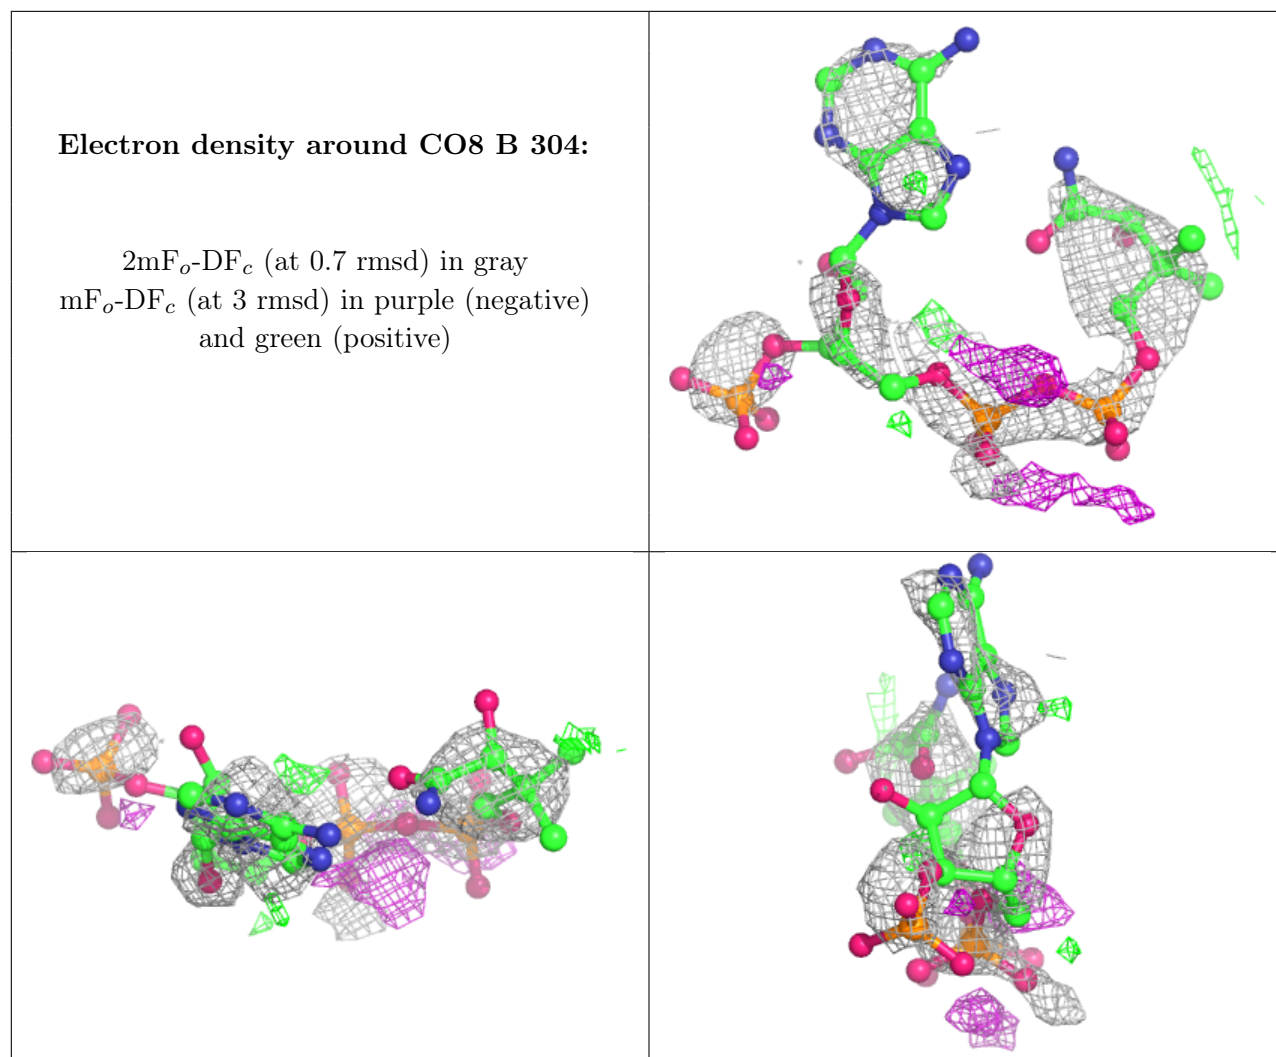 Electron density around CO8 B 304:
2mFo-DFc (at 0.7 rmsd) in gray
mFo-DFc (at 3 rmsd) in purple (negative)
and green (positive)